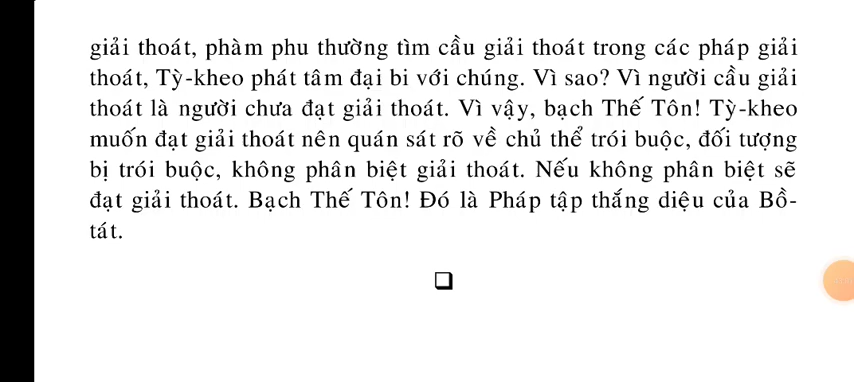 giải thoát, phàm phu thường tìm cầu giải thoát trong các pháp giải
thoát, Tỳ-kheo phát tâm đại bi với chúng. Vì sao? Vì người cầu giải
thoát là người chưa đạt giải thoát. Vì vậy, bạch Thế Tôn! Tỳ-kheo
muốn đạt giải thoát nên quán sát rõ về chủ thể trói buộc, đối tượng
bị trói buộc, không phân biệt giải thoát. Nếu không phân biệt sẽ
đạt giải thoát. Bạch Thế Tôn! Đó là Pháp tập thắng diệu của Bồ-
tát.